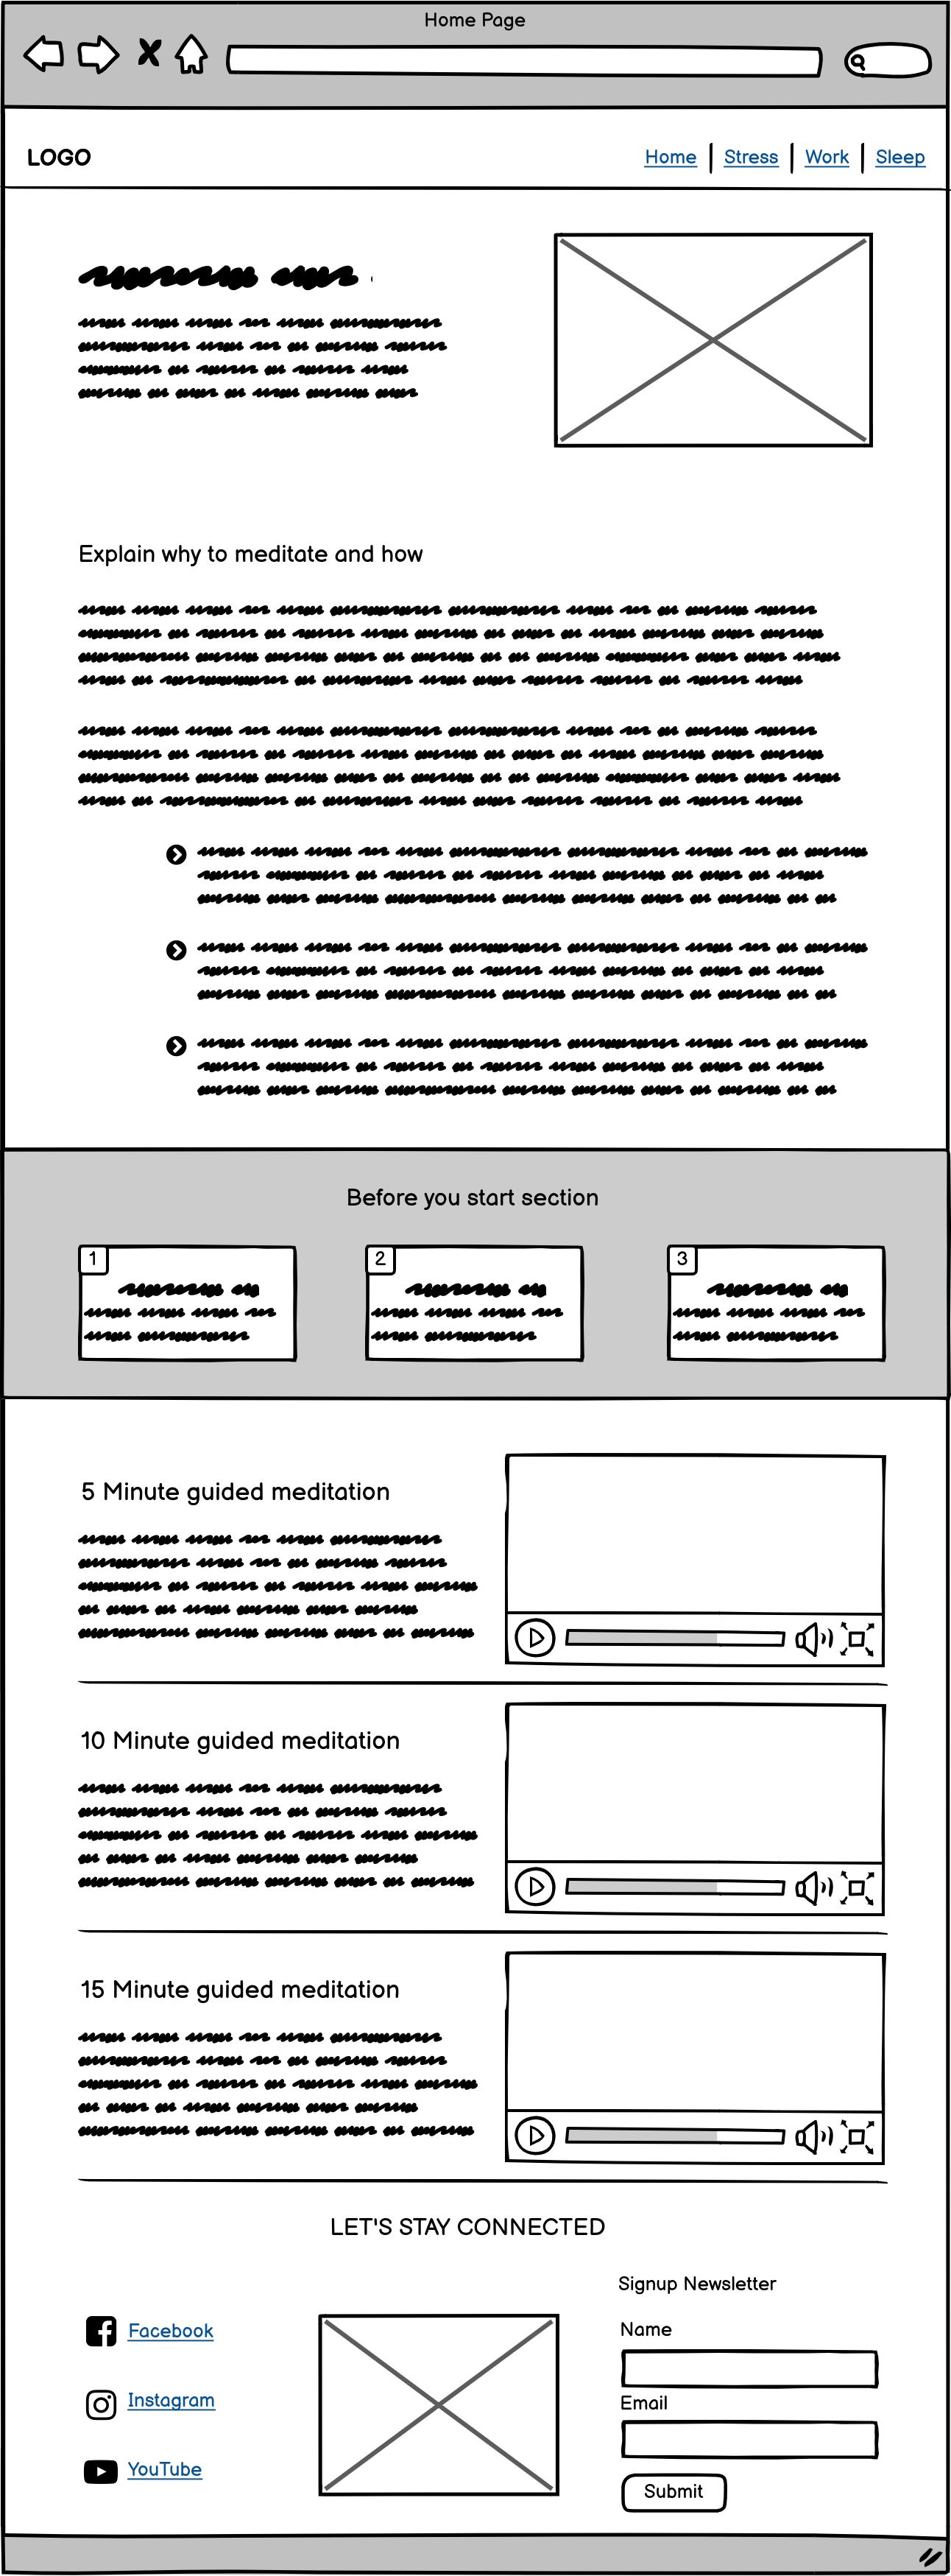 Home Page
LOGO
Home
Stress
Work
Sleep
Explain why to meditate and how
Before you start section
1
2
3
5 Minute guided meditation
10 Minute guided meditation
15 Minute guided meditation
LET'S STAY CONNECTED
Signup Newsletter
Facebook
Name
Instagram
Email
YouTube
Submit